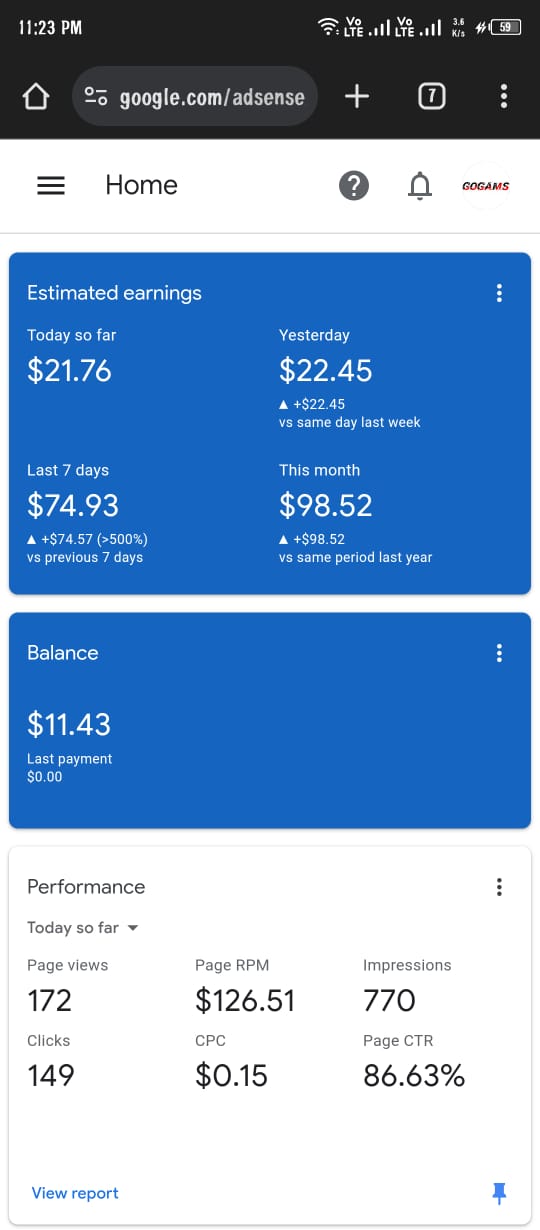 11:23 PM
Vo LTE Vo LTE 3.6 K/s 59
google.com/adsense
7
Home
GOGAMS
Estimated earnings
Today so far
$21.76
Yesterday
$22.45
▲ +$22.45
vs same day last week
Last 7 days
$74.93
▲ +$74.57 (>500%)
vs previous 7 days
This month
$98.52
▲ +$98.52
vs same period last year
Balance
$11.43
Last payment
$0.00
Performance
Today so far
Page views
172
Page RPM
$126.51
Impressions
770
Clicks
149
CPC
$0.15
Page CTR
86.63%
View report